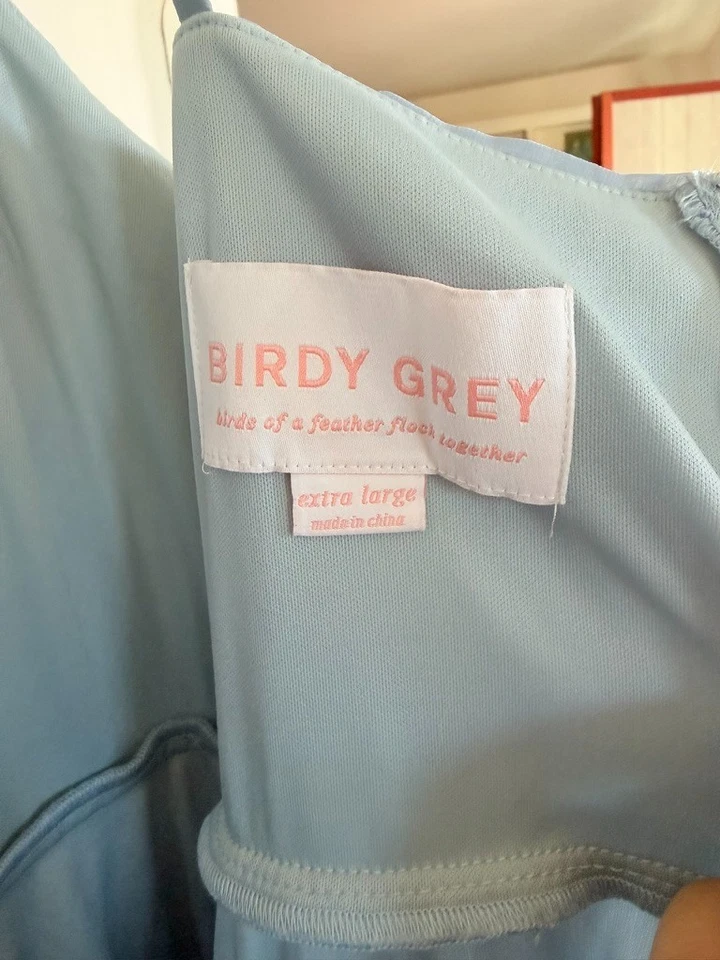 BIRDY GREY
birds of a feather flock together
extra large
made in china